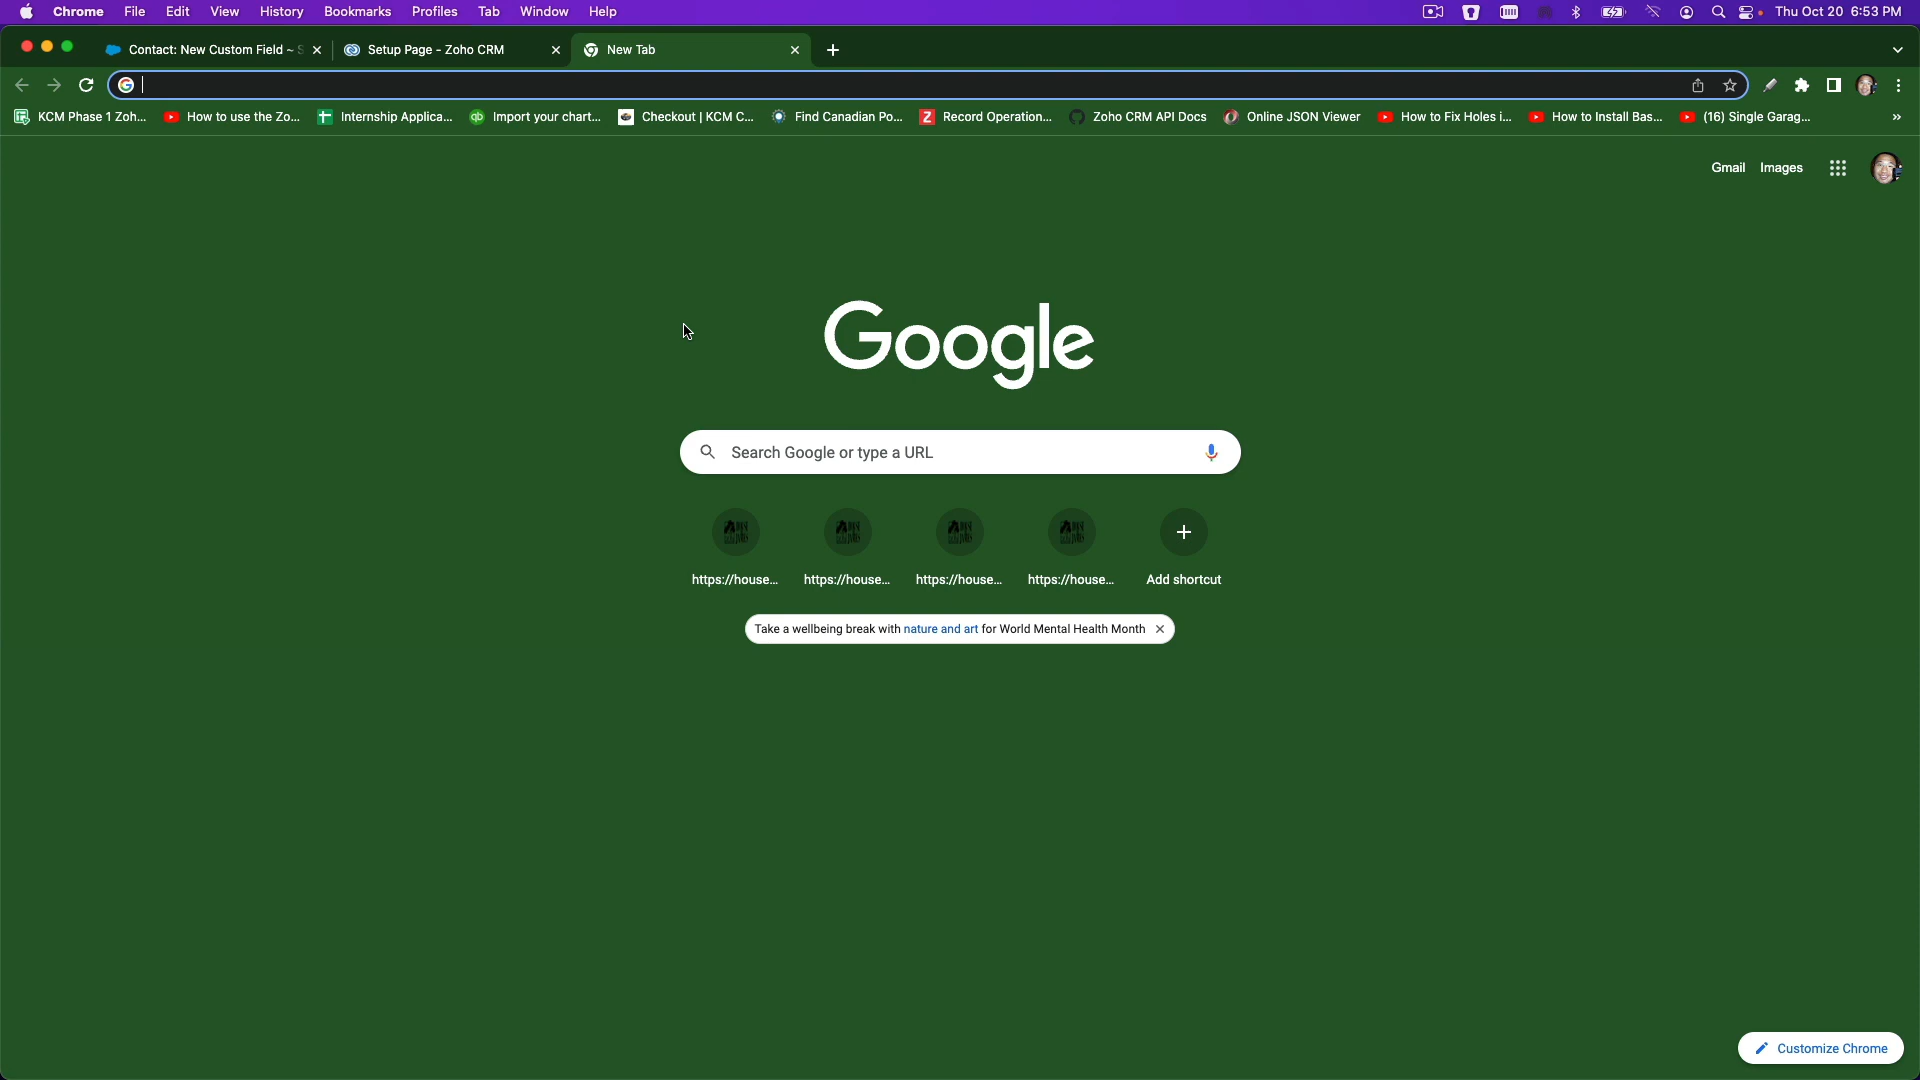 Chrome File Edit View History Bookmarks Profiles Tab Window Help Thu Oct 20 6:53 PM
Contact: New Custom Field ~ S Setup Page - Zoho CRM New Tab
KCM Phase 1 Zoh... How to use the Zo... Internship Applica... Import your chart... Checkout | KCM C... Find Canadian Po... Record Operation... Zoho CRM API Docs Online JSON Viewer How to Fix Holes i... How to Install Bas... (16) Single Garag... »
Gmail Images
Google
Search Google or type a URL
https://house... https://house... https://house... https://house... Add shortcut
Take a wellbeing break with nature and art for World Mental Health Month
Customize Chrome